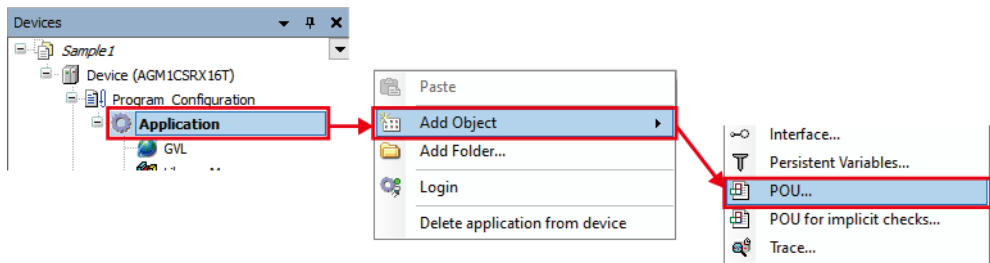 Devices
Sample1
Device (AGM1CSRX16T)
Program_Configuration
Application
GVL
Paste
Add Object
Add Folder...
Login
Delete application from device
Interface...
Persistent Variables...
POU...
POU for implicit checks...
Trace...